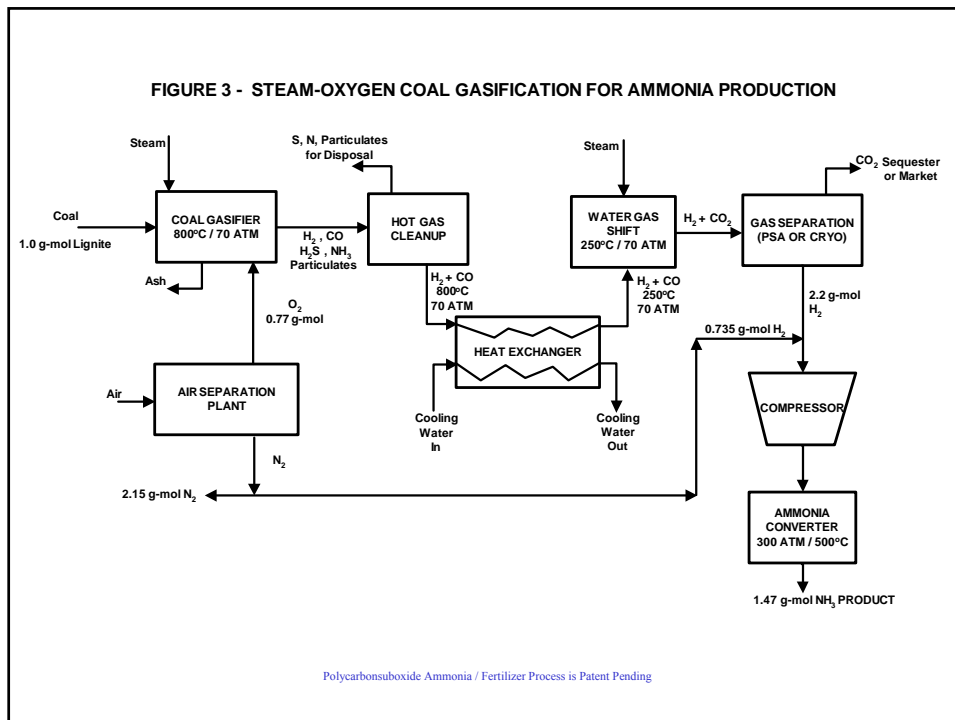 FIGURE 3 - STEAM-OXYGEN COAL GASIFICATION FOR AMMONIA PRODUCTION
Steam
S, N, Particulates
for Disposal
Steam
CO₂ Sequester
or Market
Coal
1.0 g-mol Lignite
COAL GASIFIER
800°C / 70 ATM
H₂ , CO
H₂S , NH₃
Particulates
HOT GAS
CLEANUP
WATER GAS
SHIFT
250°C / 70 ATM
H₂ + CO₂
GAS SEPARATION
(PSA OR CRYO)
Ash
O₂
0.77 g-mol
H₂ + CO
800°C
70 ATM
H₂ + CO
250°C
70 ATM
2.2 g-mol
H₂
0.735 g-mol H₂
HEAT EXCHANGER
Air
AIR SEPARATION
PLANT
Cooling
Water
In
Cooling
Water
Out
COMPRESSOR
N₂
2.15 g-mol N₂
AMMONIA
CONVERTER
300 ATM / 500°C
1.47 g-mol NH₃ PRODUCT
Polycarbonsuboxide Ammonia / Fertilizer Process is Patent Pending